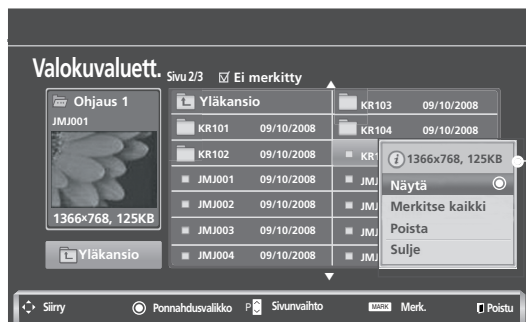 Valokuvaluett. Sivu 2/3 ☑ Ei merkitty
Ohjaus 1
JMJ001
1366×768, 125KB
Yläkansio
Yläkansio
KR101 09/10/2008
KR102 09/10/2008
JMJ001 09/10/2008
JMJ002 09/10/2008
JMJ003 09/10/2008
JMJ004 09/10/2008
KR103 09/10/2008
KR104 09/10/2008
1366x768, 125KB
Näytä
Merkitse kaikki
Poista
Sulje
Siirry Ponnahdusvalikko P Sivunvaihto MARK Merk. Poistu